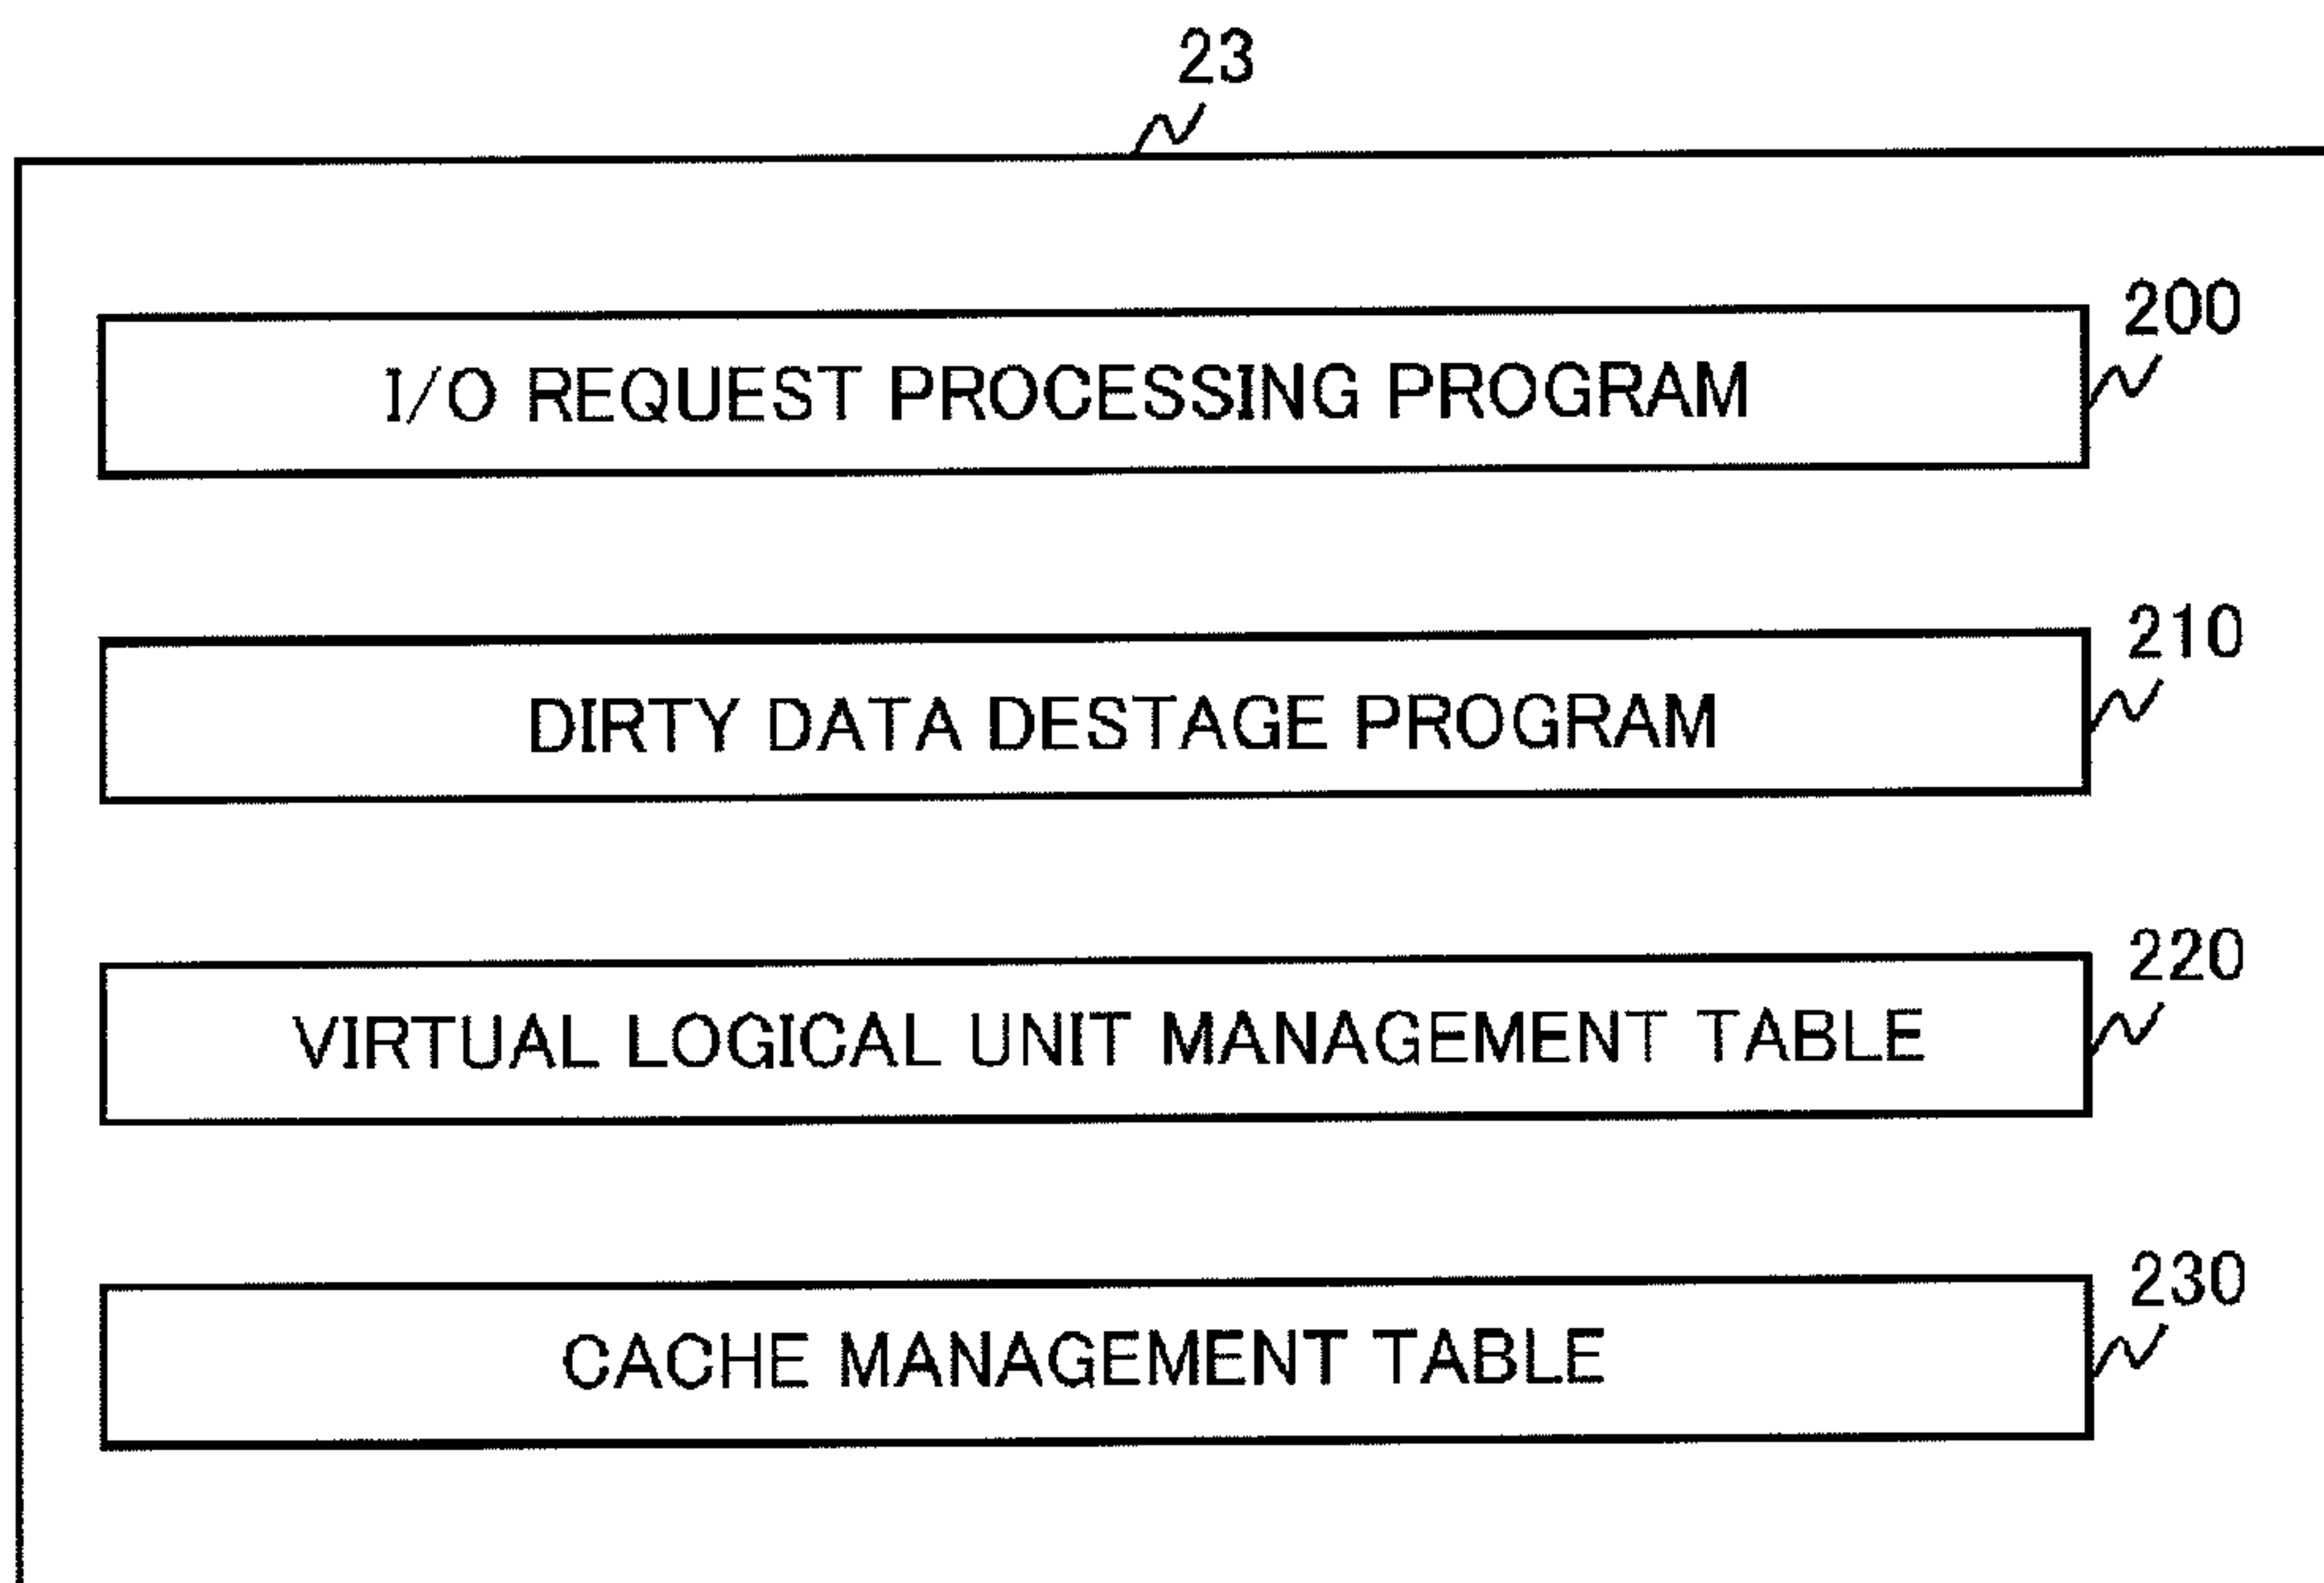 23
200
I/O REQUEST PROCESSING PROGRAM
210
DIRTY DATA DESTAGE PROGRAM
220
VIRTUAL LOGICAL UNIT MANAGEMENT TABLE
230
CACHE MANAGEMENT TABLE